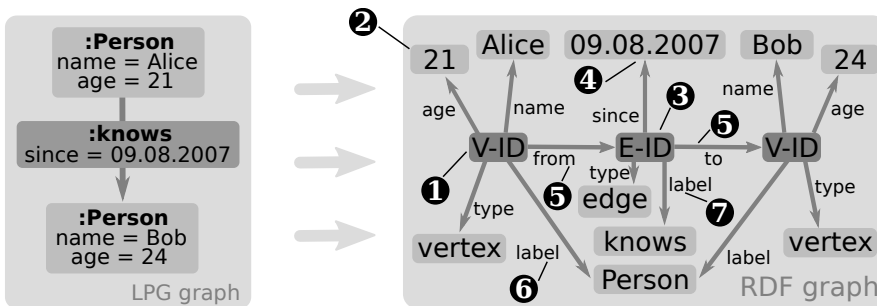 :Person
name = Alice
age = 21
:knows
since = 09.08.2007
:Person
name = Bob
age = 24
LPG graph
2
21
Alice
09.08.2007
Bob
24
4
3
5
age
name
since
name
age
1
V-ID
from
E-ID
to
V-ID
5
type
label
7
type
edge
type
vertex
label
6
knows
Person
label
vertex
RDF graph